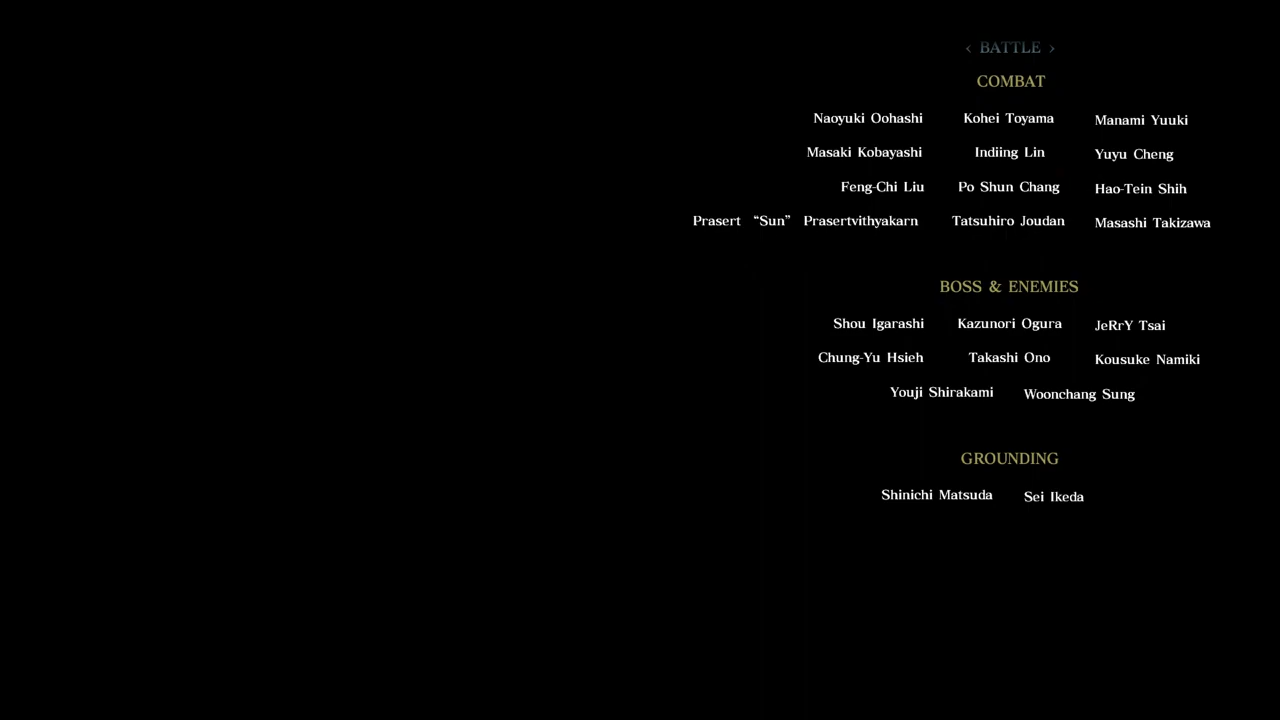 ‹ BATTLE ›
COMBAT
Naoyuki Oohashi Kohei Toyama Manami Yuuki
Masaki Kobayashi Indiing Lin Yuyu Cheng
Feng-Chi Liu Po Shun Chang Hao-Tein Shih
Prasert “Sun” Prasertvithyakarn Tatsuhiro Joudan Masashi Takizawa
BOSS & ENEMIES
Shou Igarashi Kazunori Ogura JeRrY Tsai
Chung-Yu Hsieh Takashi Ono Kousuke Namiki
Youji Shirakami Woonchang Sung
GROUNDING
Shinichi Matsuda Sei Ikeda